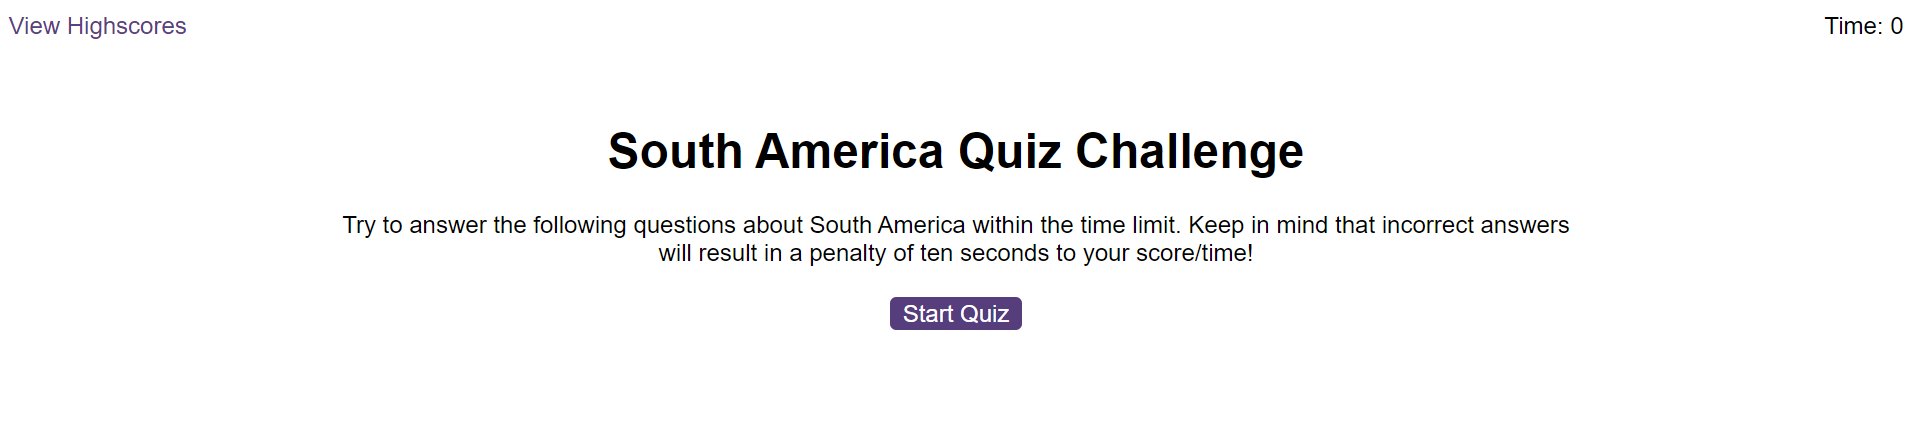 View Highscores
Time: 0
South America Quiz Challenge
Try to answer the following questions about South America within the time limit. Keep in mind that incorrect answers
will result in a penalty of ten seconds to your score/time!
Start Quiz